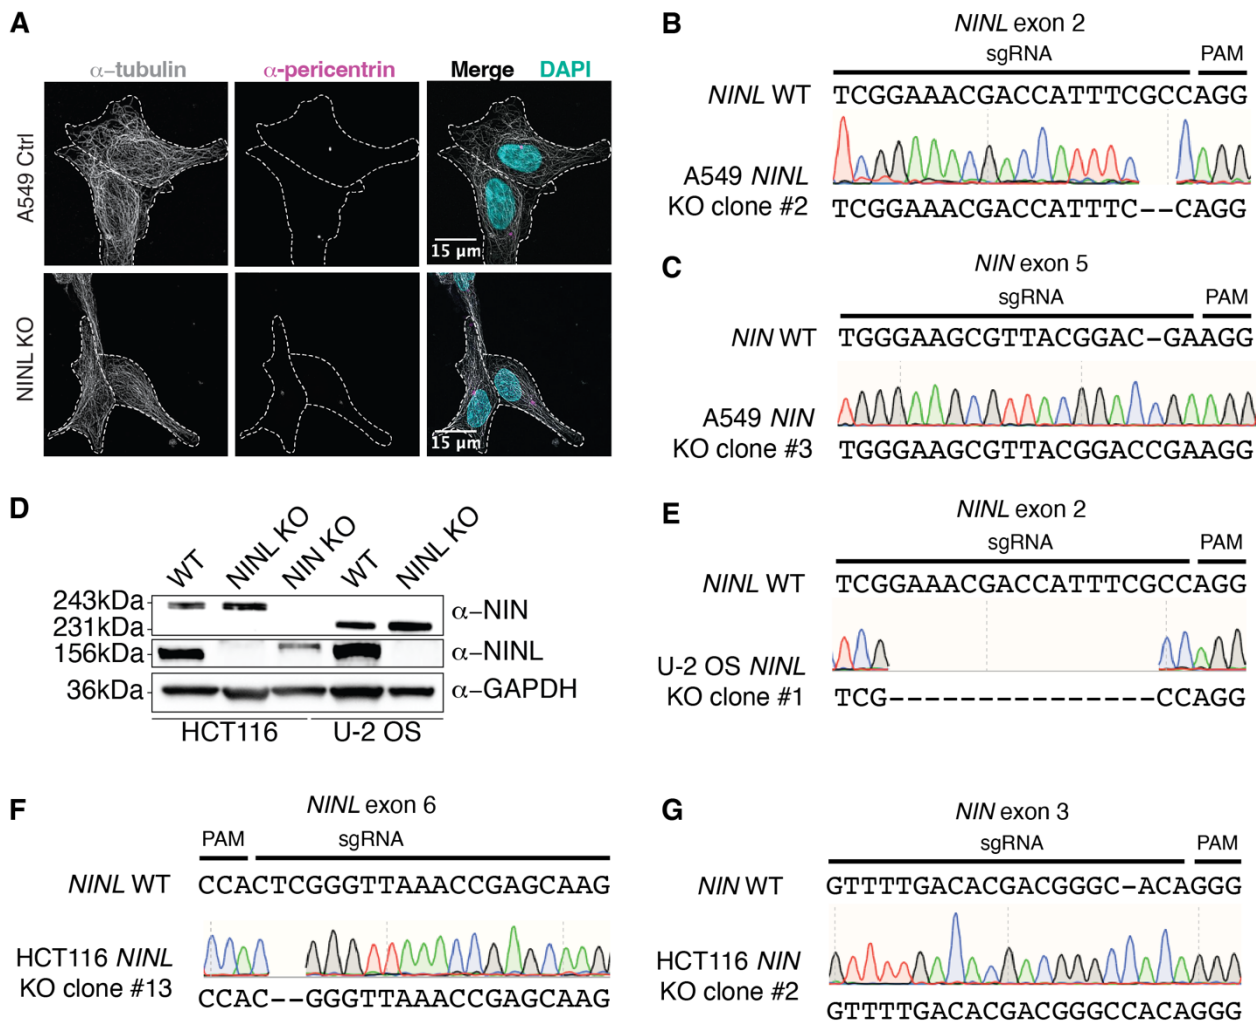 A
α-tubulin
α-pericentrin
Merge
DAPI
A549 Ctrl
15 µm
NINL KO
15 µm
B
NINL exon 2
sgRNA
PAM
NINL WT
TCGGAAACGACCATTTCGCCAGG
A549 NINL
KO clone #2
TCGGAAACGACCATTTC--CAGG
C
NIN exon 5
sgRNA
PAM
NIN WT
TGGGAAGCGTTACGGAC-GAAGG
A549 NIN
KO clone #3
TGGGAAGCGTTACGGACCGAAGG
D
WT
NINL KO
NIN KO
WT
NINL KO
243kDa
231kDa
α-NIN
156kDa
α-NINL
36kDa
α-GAPDH
HCT116
U-2 OS
E
NINL exon 2
sgRNA
PAM
NINL WT
TCGGAAACGACCATTTCGCCAGG
U-2 OS NINL
KO clone #1
TCG---------------CCAGG
F
NINL exon 6
PAM
sgRNA
NINL WT
CCACTCGGGTTAAACCGAGCAAG
HCT116 NINL
KO clone #13
CCAC--GGGTTAAACCGAGCAAG
G
NIN exon 3
sgRNA
PAM
NIN WT
GTTTTGACACGACGGGC-ACAGGG
HCT116 NIN
KO clone #2
GTTTTGACACGACGGGCCACAGGG